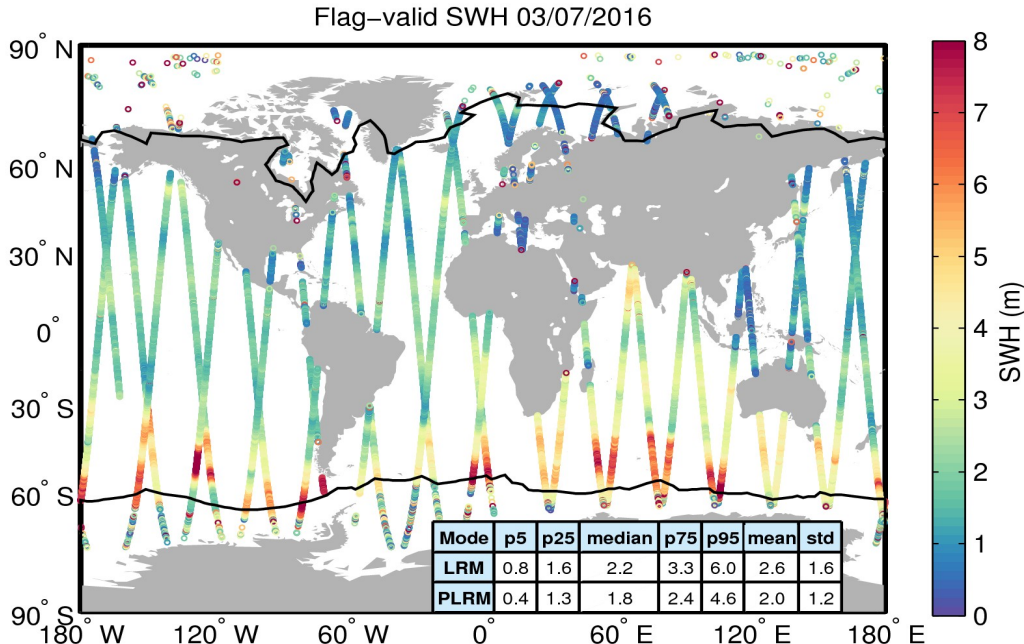 Flag−valid SWH 03/07/2016
90° N
60° N
30° N
0°
30° S
60° S
90° S
180° W 120° W 60° W 0° 60° E 120° E 180° E
8
7
6
5
4
3
2
1
0
SWH (m)
Mode p5 p25 median p75 p95 mean std
LRM 0.8 1.6 2.2 3.3 6.0 2.6 1.6
PLRM 0.4 1.3 1.8 2.4 4.6 2.0 1.2